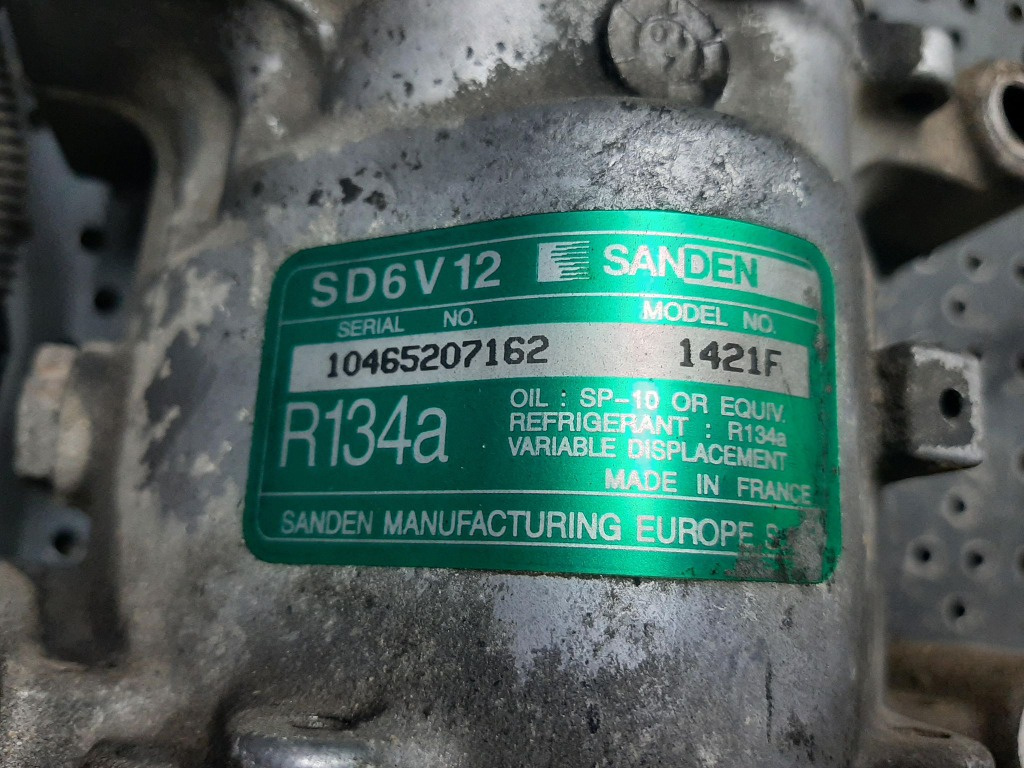 SD6V12 SANDEN
SERIAL NO. MODEL NO.
10465207162 1421F
R134a
OIL : SP-10 OR EQUIV.
REFRIGERANT : R134a
VARIABLE DISPLACEMENT
MADE IN FRANCE
SANDEN MANUFACTURING EUROPE